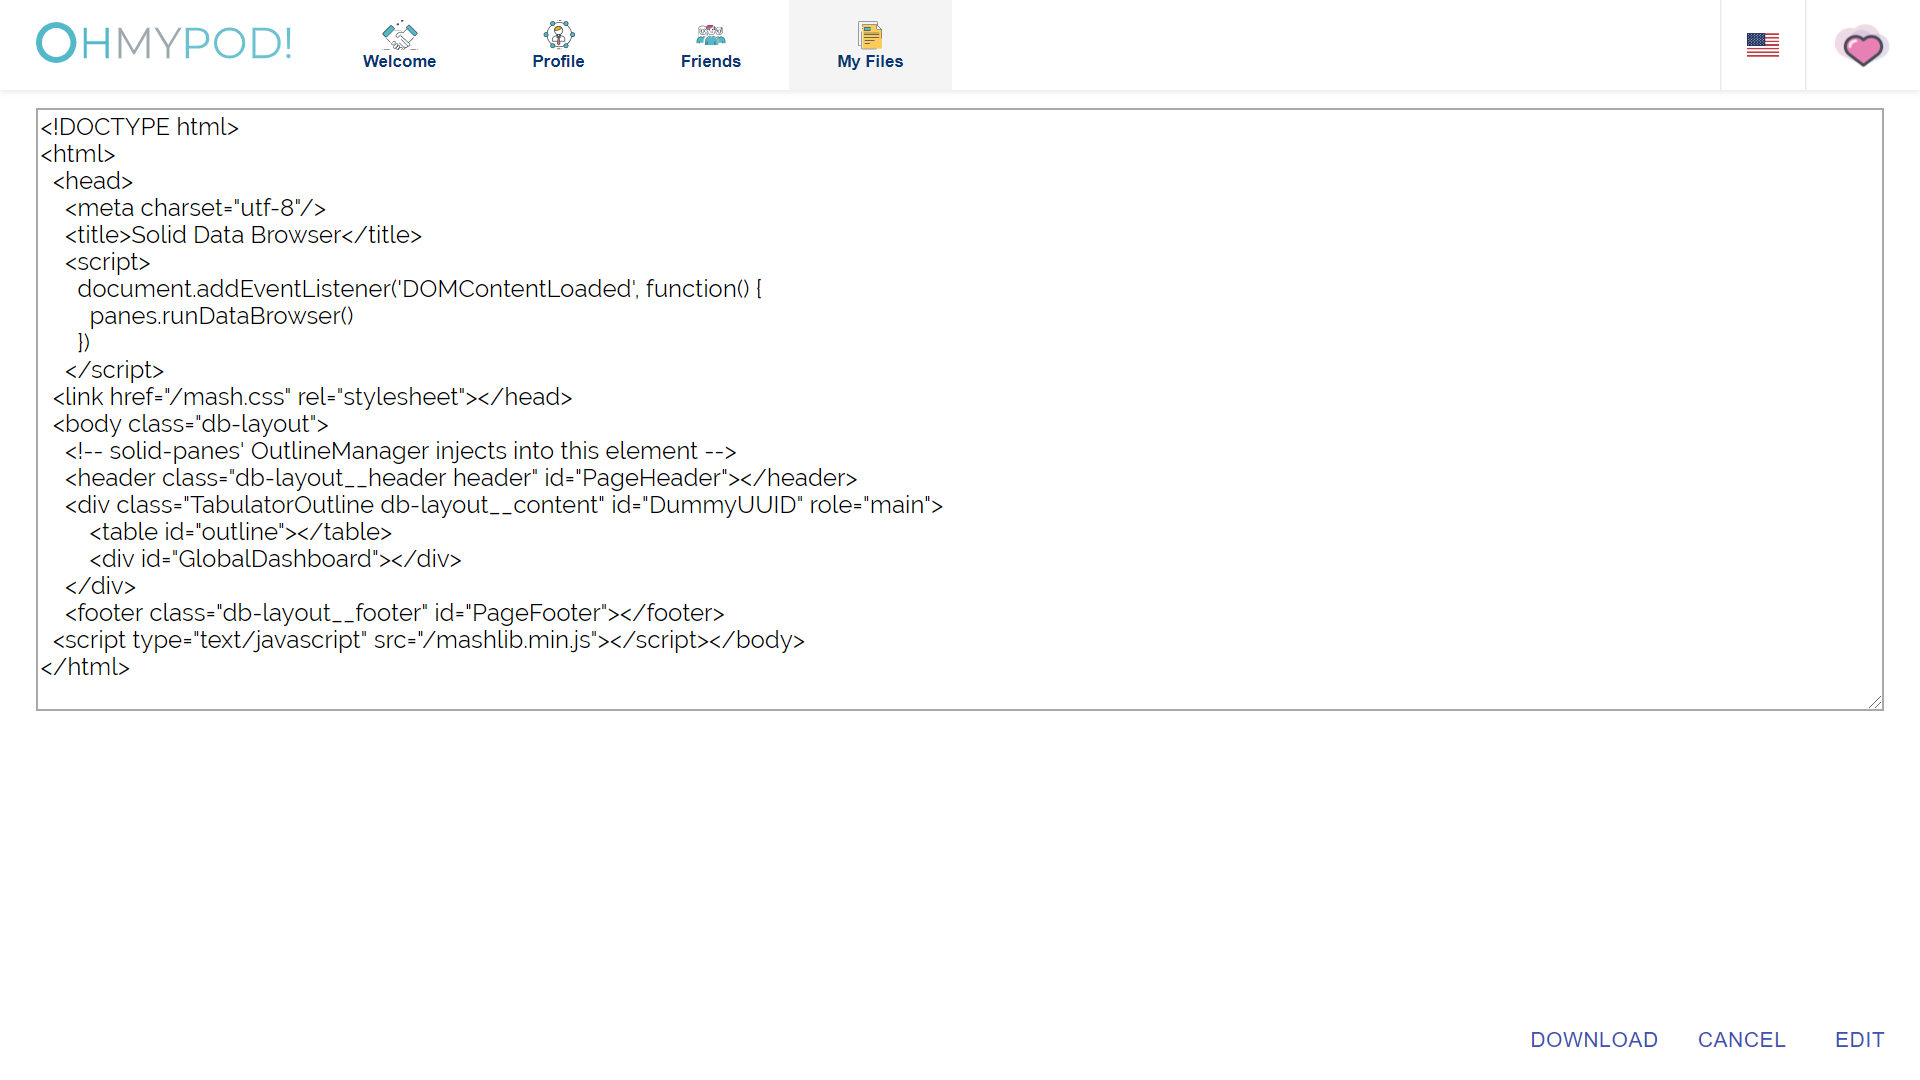 OHMYPOD!
Welcome
Profile
Friends
My Files
<!DOCTYPE html>
<html>
  <head>
    <meta charset="utf-8"/>
    <title>Solid Data Browser</title>
    <script>
      document.addEventListener('DOMContentLoaded', function() {
        panes.runDataBrowser()
      })
    </script>
  <link href="/mash.css" rel="stylesheet"></head>
  <body class="db-layout">
    <!-- solid-panes' OutlineManager injects into this element -->
    <header class="db-layout__header header" id="PageHeader"></header>
    <div class="TabulatorOutline db-layout__content" id="DummyUUID" role="main">
        <table id="outline"></table>
        <div id="GlobalDashboard"></div>
    </div>
    <footer class="db-layout__footer" id="PageFooter"></footer>
  <script type="text/javascript" src="/mashlib.min.js"></script></body>
</html>
DOWNLOAD
CANCEL
EDIT